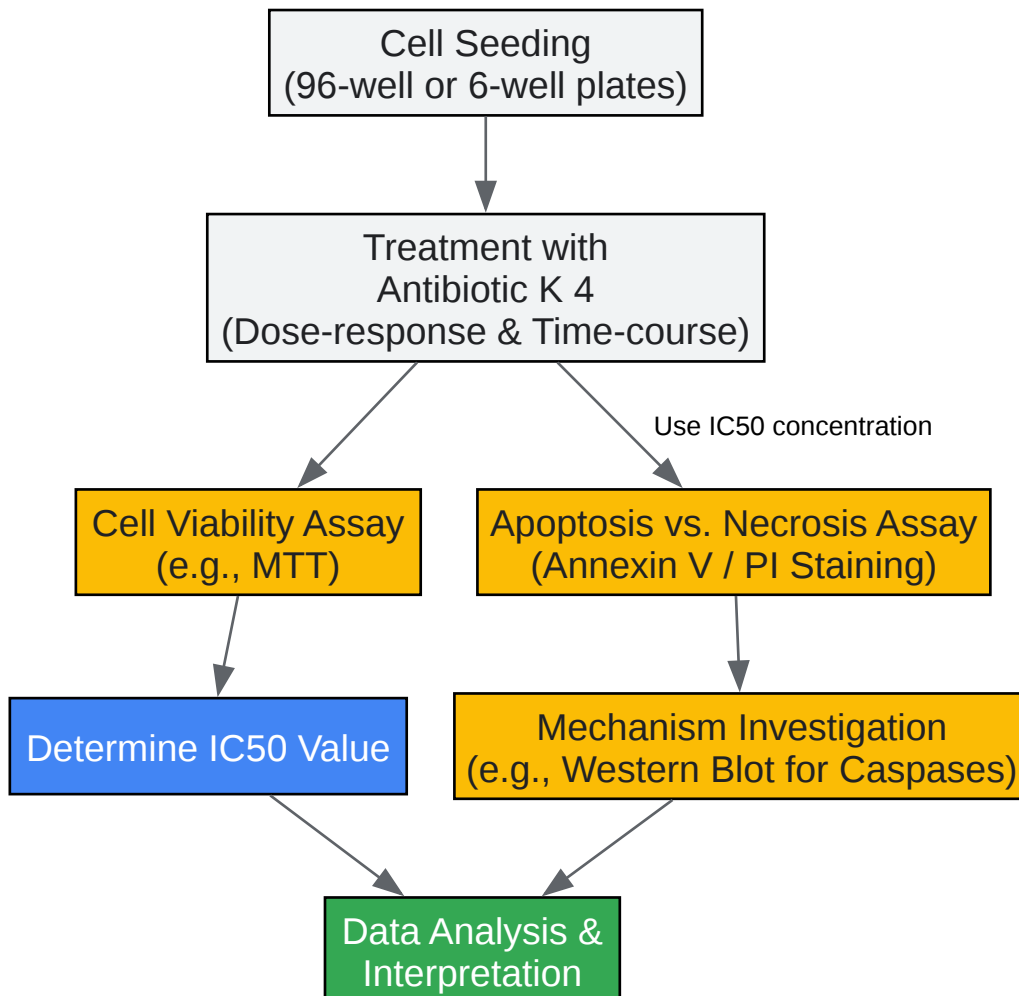 Cell Seeding
(96-well or 6-well plates)
Treatment with
Antibiotic K 4
(Dose-response & Time-course)
Use IC50 concentration
Cell Viability Assay
(e.g., MTT)
Apoptosis vs. Necrosis Assay
(Annexin V / PI Staining)
Determine IC50 Value
Mechanism Investigation
(e.g., Western Blot for Caspases)
Data Analysis &
Interpretation